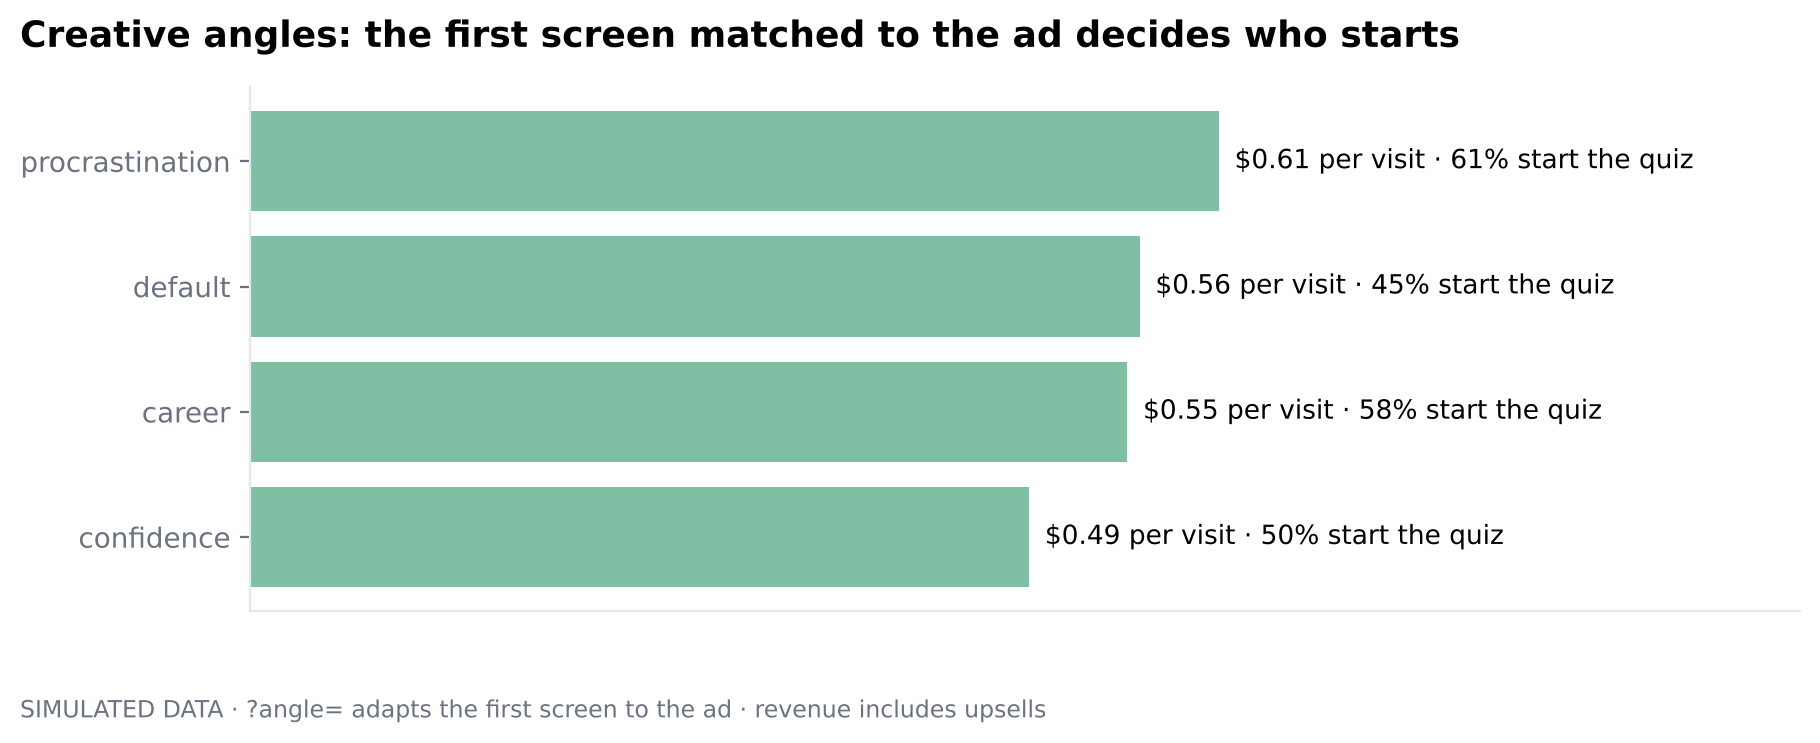 Creative angles: the first screen matched to the ad decides who starts
procrastination
$0.61 per visit · 61% start the quiz
default
$0.56 per visit · 45% start the quiz
career
$0.55 per visit · 58% start the quiz
confidence
$0.49 per visit · 50% start the quiz
SIMULATED DATA · ?angle= adapts the first screen to the ad · revenue includes upsells